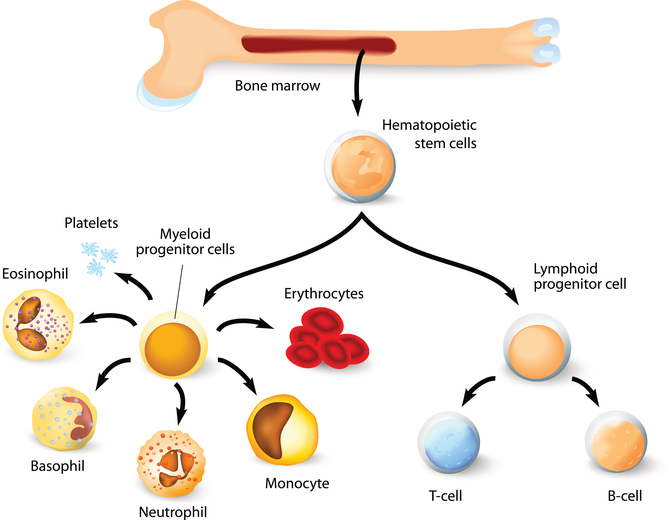 Bone marrow
Hematopoietic
stem cells
Platelets
Myeloid
progenitor cells
Eosinophil
Lymphoid
progenitor cell
Erythrocytes
Basophil
Monocyte
Neutrophil
T-cell
B-cell